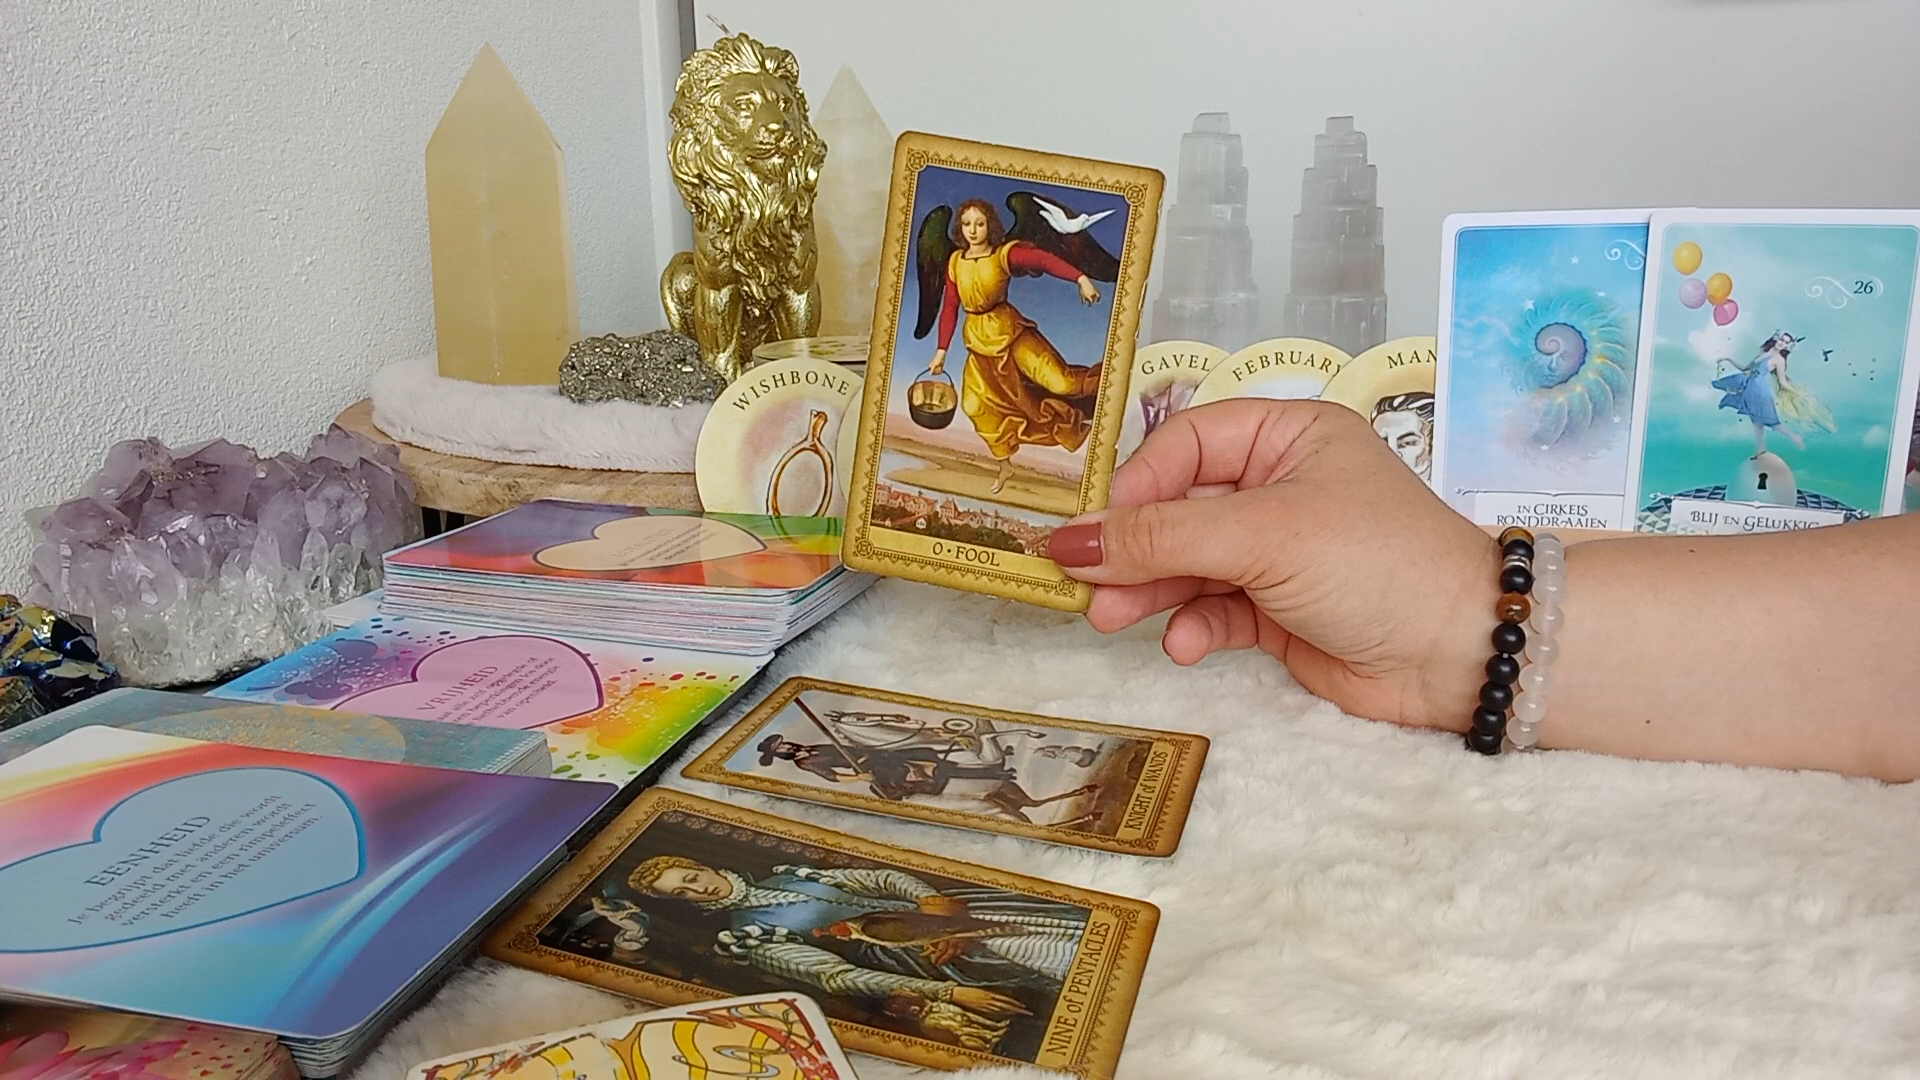 WISHBONE
GAVEL
FEBRUARY
MAN
26
IN CIRKELS
RONDDRAAIEN
BLIJ EN GELUKKIG
0 • FOOL
VRIJHEID
van openheid.
KNIGHT of WANDS
EENHEID
Je begrijpt dat liefde die wordt
gedeeld met anderen wordt
versterkt en een rimpeleffect
heeft in het universum.
NINE of PENTACLES